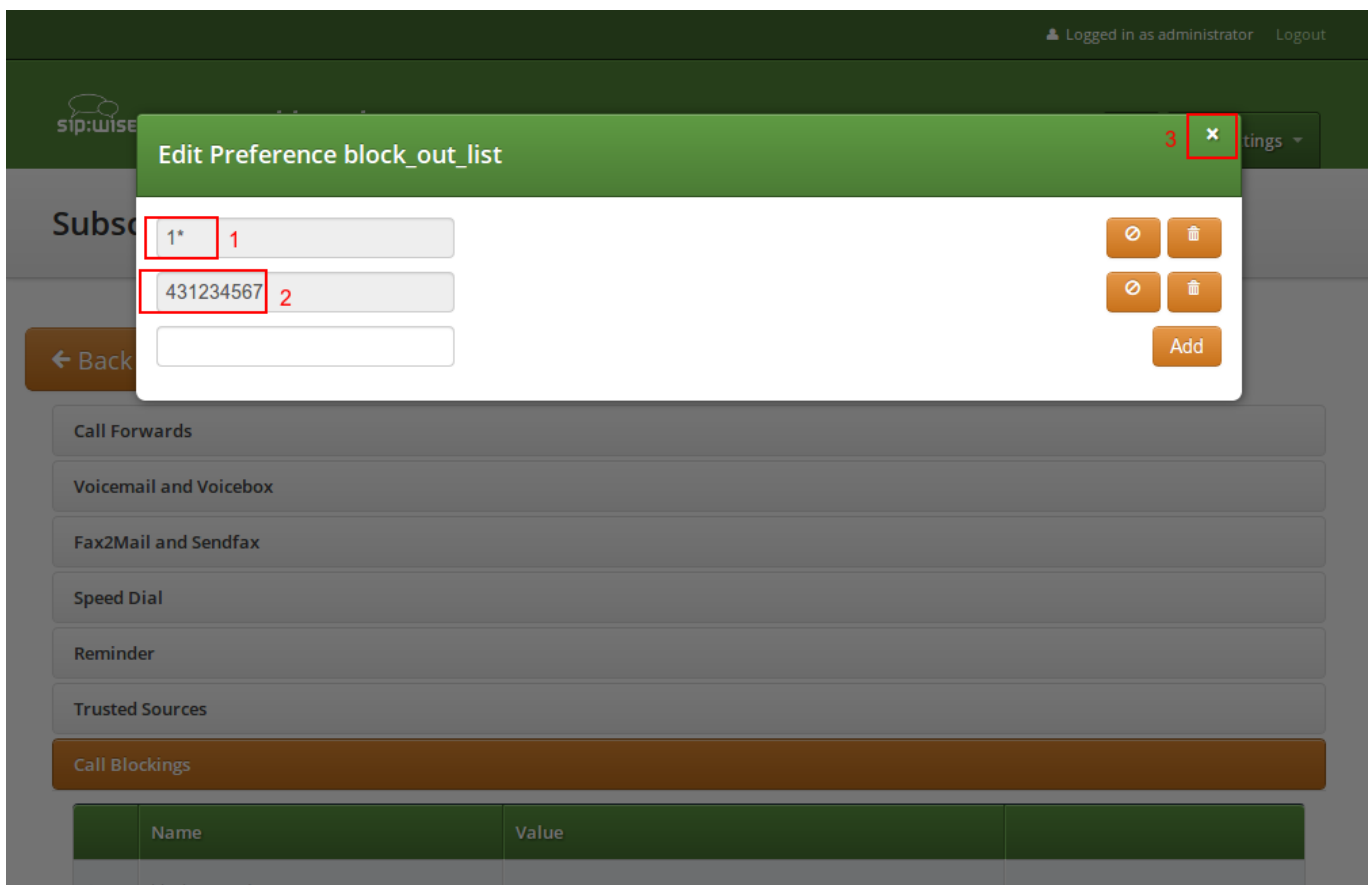 Logged in as administrator Logout
sip:wise
Edit Preference block_out_list
3
tings
Subsc
1*
1
431234567
2
Back
Add
Call Forwards
Voicemail and Voicebox
Fax2Mail and Sendfax
Speed Dial
Reminder
Trusted Sources
Call Blockings
Name Value